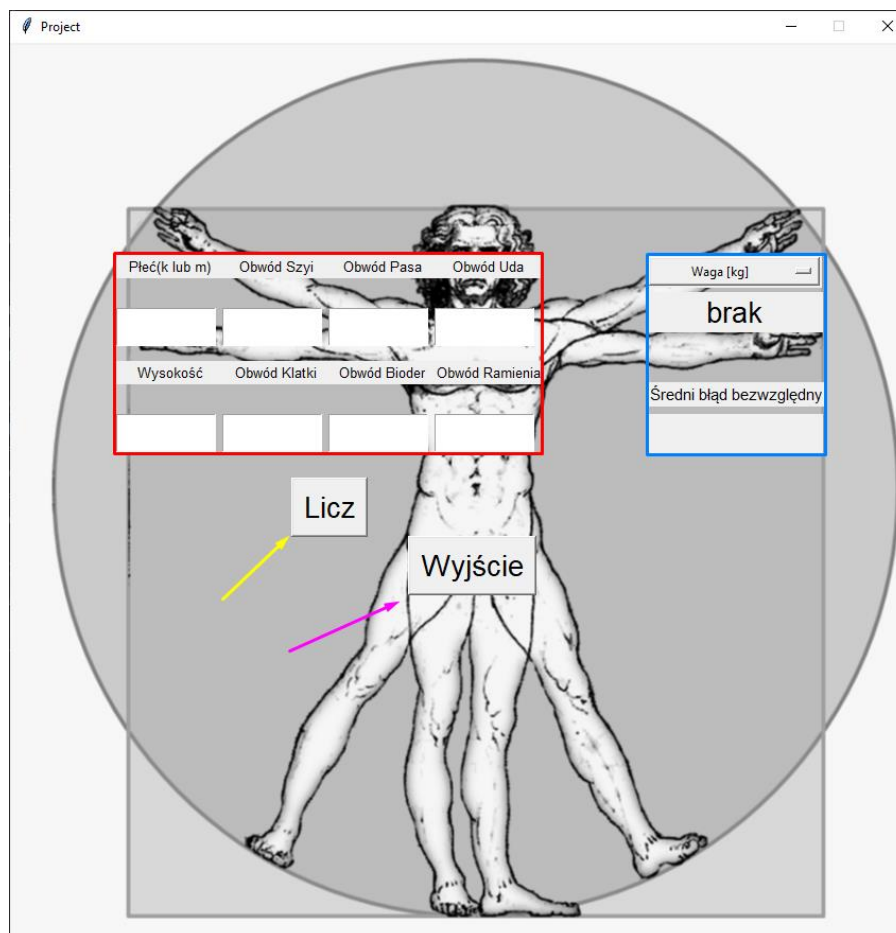 Project
Płeć(k lub m) Obwód Szyi Obwód Pasa Obwód Uda
Waga [kg]
brak
Wysokość Obwód Klatki Obwód Bioder Obwód Ramienia
Średni błąd bezwzględny
Licz
Wyjście